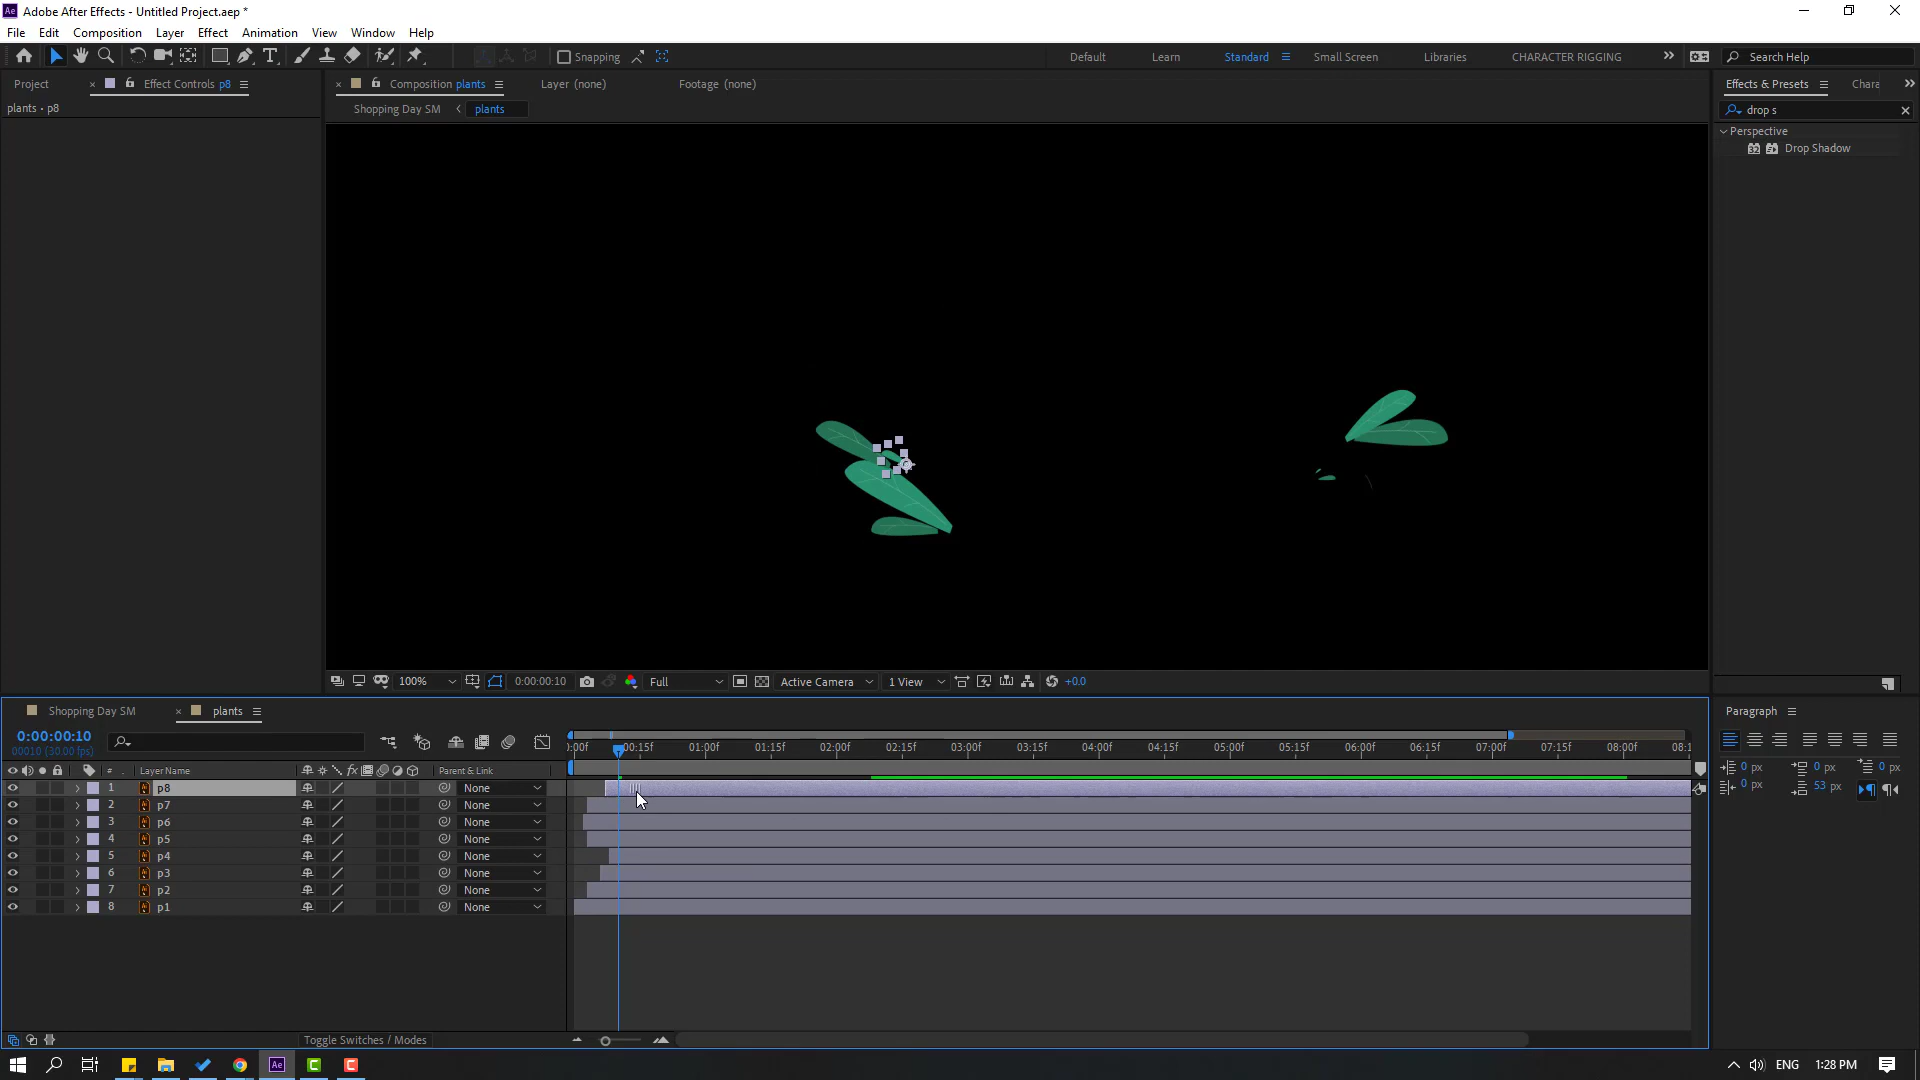 Adobe After Effects - Untitled Project.aep *
File Edit Composition Layer Effect Animation View Window Help
Snapping Default Learn Standard Small Screen Libraries CHARACTER RIGGING Search Help
Project Effect Controls p8 Composition plants Layer (none) Footage (none) Effects & Presets Chara
plants • p8 Shopping Day SM plants drop s
Perspective
32 Drop Shadow
100% 0:00:00:10 Full Active Camera 1 View +0.0
Shopping Day SM plants Paragraph
0:00:00:10
00010 (30.00 fps)
00:15f 01:00f 01:15f 02:00f 02:15f 03:00f 03:15f 04:00f 04:15f 05:00f 05:15f 06:00f 06:15f 07:00f 07:15f 08:00f
# Layer Name fx Parent & Link
0 px 0 px 0 px
0 px 53 px
1 p8 None
2 p7 None
3 p6 None
4 p5 None
5 p4 None
6 p3 None
7 p2 None
8 p1 None
Toggle Switches / Modes
Ae ENG 1:28 PM